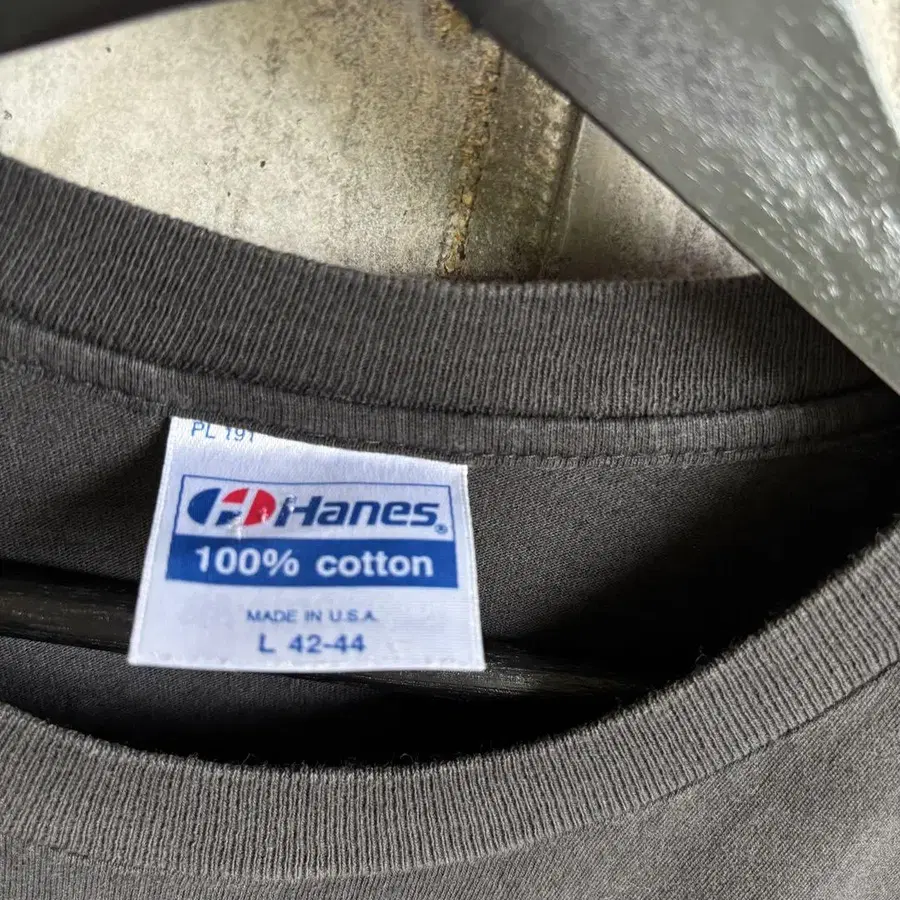 PL 191
Hanes®
100% cotton
MADE IN U.S.A.
L 42-44